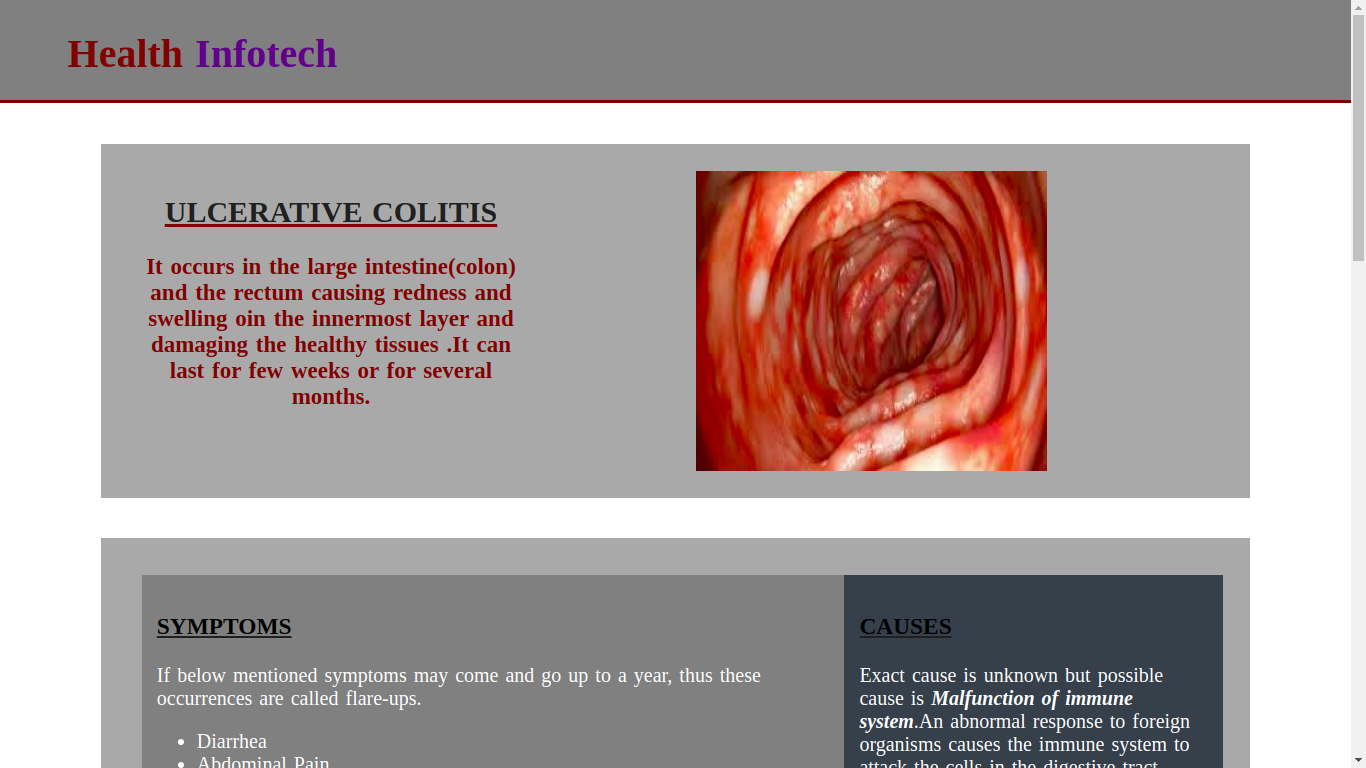 Health Infotech
ULCERATIVE COLITIS
It occurs in the large intestine(colon)
and the rectum causing redness and
swelling oin the innermost layer and
damaging the healthy tissues .It can
last for few weeks or for several
months.
SYMPTOMS
If below mentioned symptoms may come and go up to a year, thus these
occurrences are called flare-ups.
• Diarrhea
• Abdominal Pain
CAUSES
Exact cause is unknown but possible
cause is Malfunction of immune
system.An abnormal response to foreign
organisms causes the immune system to
attack the cells in the digestive tract